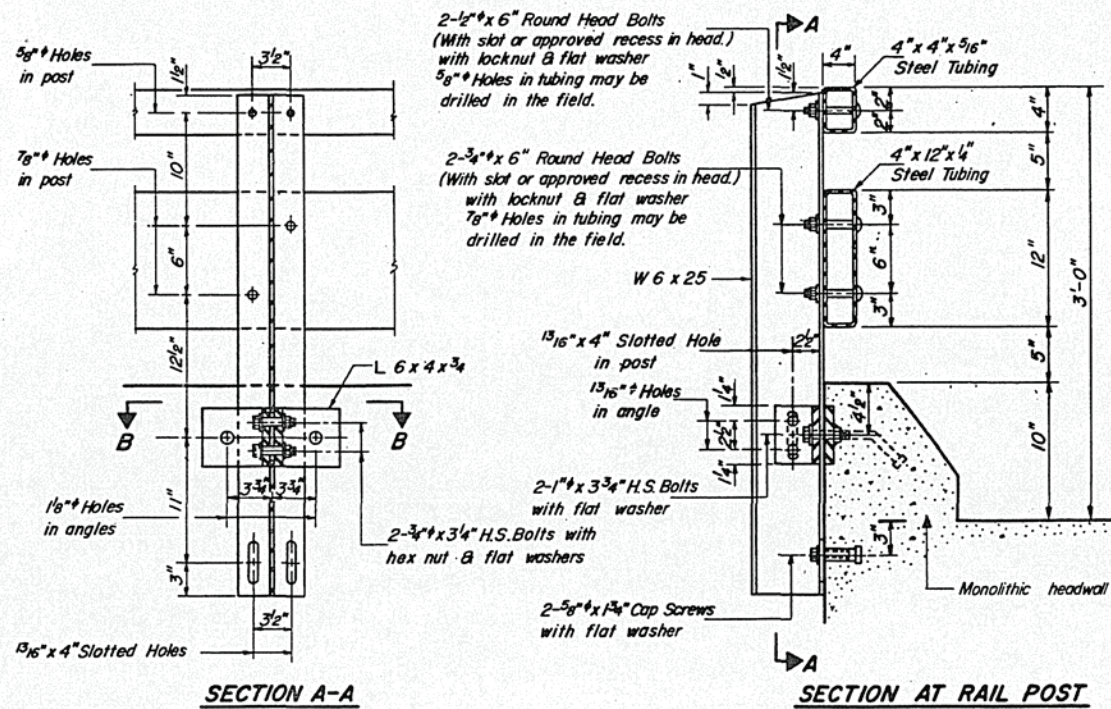 5/8"ϕ Holes
in post
1 1/2"
3 1/2"
7/8"ϕ Holes
in post
10"
6"
12 1/2"
L 6 x 4 x 3/4
B
B
3 3/4"
3 3/4"
1 1/8"ϕ Holes
in angles
11"
3"
2-3/4"ϕ x 3 1/4" H.S. Bolts with
hex nut & flat washers
3 1/2"
13/16" x 4" Slotted Holes
SECTION A-A
2-1/2"ϕ x 6" Round Head Bolts
(With slot or approved recess in head.)
with locknut & flat washer
5/8"ϕ Holes in tubing may be
drilled in the field.
A
1"
1/2"
1 1/2"
4"
4" x 4" x 5/16"
Steel Tubing
2"
2"
4"
5"
2-3/4"ϕ x 6" Round Head Bolts
(With slot or approved recess in head.)
with locknut & flat washer
7/8"ϕ Holes in tubing may be
drilled in the field.
4" x 12" x 1/4"
Steel Tubing
3"
6"
3"
12"
3'-0"
W 6 x 25
13/16" x 4" Slotted Hole
in post
2 1/2"
13/16"ϕ Holes
in angle
1 1/4"
2 1/2"
1 1/4"
4 1/2"
5"
10"
2-1"ϕ x 3 3/4" H.S. Bolts
with flat washer
3"
Monolithic headwall
2-5/8"ϕ x 1 3/4" Cap Screws
with flat washer
A
SECTION AT RAIL POST